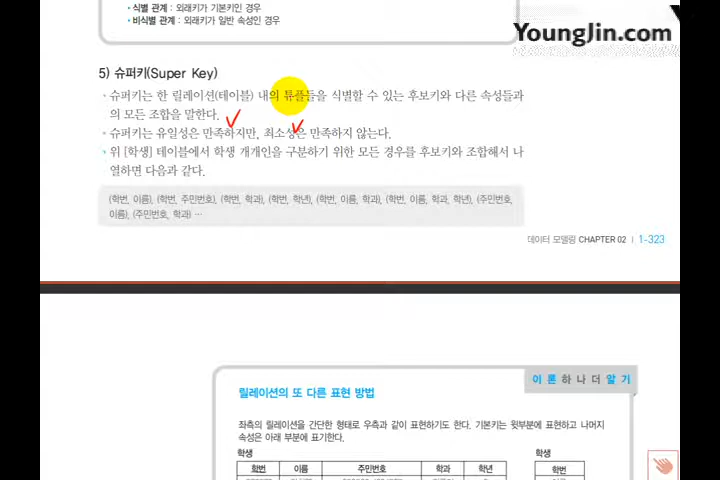 • 식별 관계 : 외래키가 기본키인 경우
• 비식별 관계 : 외래키가 일반 속성인 경우
YoungJin.com
5) 슈퍼키(Super Key)
• 슈퍼키는 한 릴레이션(테이블) 내의 튜플들을 식별할 수 있는 후보키와 다른 속성들과
의 모든 조합을 말한다.
• 슈퍼키는 유일성은 만족하지만, 최소성은 만족하지 않는다.
• 위 [학생] 테이블에서 학생 개개인을 구분하기 위한 모든 경우를 후보키와 조합해서 나
열하면 다음과 같다.
(학번, 이름), (학번, 주민번호), (학번, 학과), (학번, 학년), (학번, 이름, 학과), (학번, 이름, 학과, 학년), (주민번호,
이름), (주민번호, 학과) …
데이터 모델링 CHAPTER 02 | 1-323
이론 하나 더 알기
릴레이션의 또 다른 표현 방법
좌측의 릴레이션을 간단한 형태로 우측과 같이 표현하기도 한다. 기본키는 윗부분에 표현하고 나머지
속성은 아래 부분에 표기한다.
학생 학생
학번 이름 주민번호 학과 학년 학번